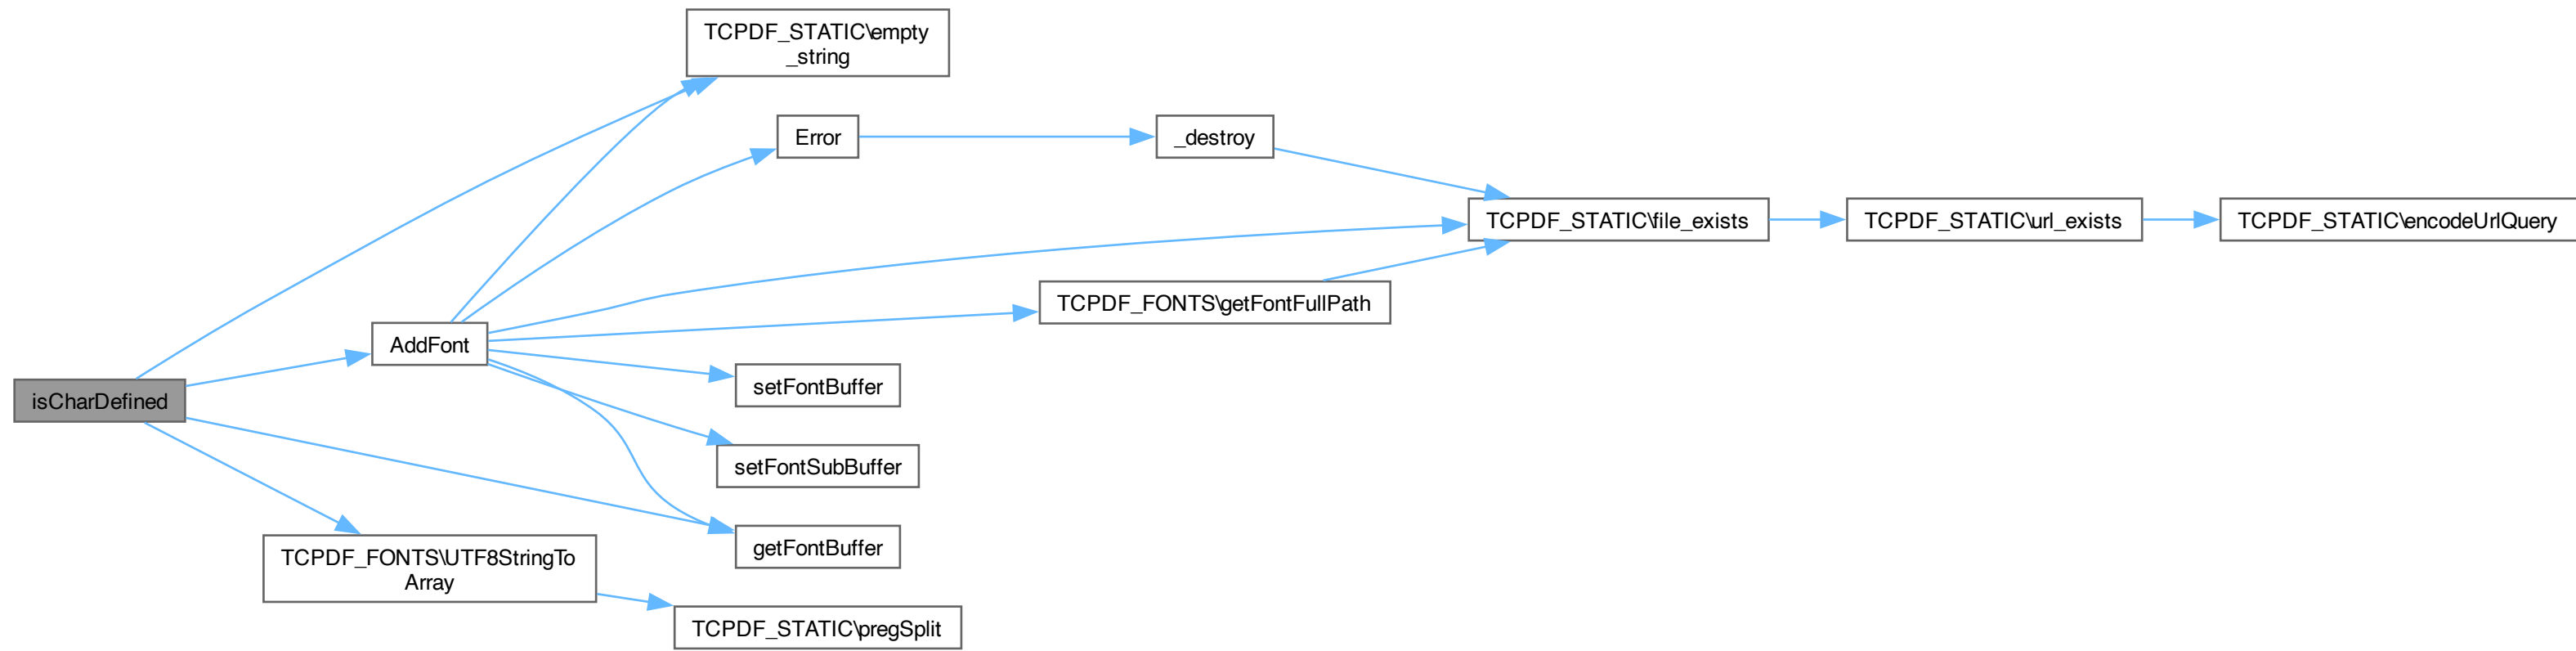 TCPDF_STATIC\empty
_string
Error
_destroy
TCPDF_STATIC\file_exists
TCPDF_STATIC\url_exists
TCPDF_STATIC\encodeUrlQuery
TCPDF_FONTS\getFontFullPath
AddFont
setFontBuffer
isCharDefined
setFontSubBuffer
getFontBuffer
TCPDF_FONTS\UTF8StringTo
Array
TCPDF_STATIC\pregSplit